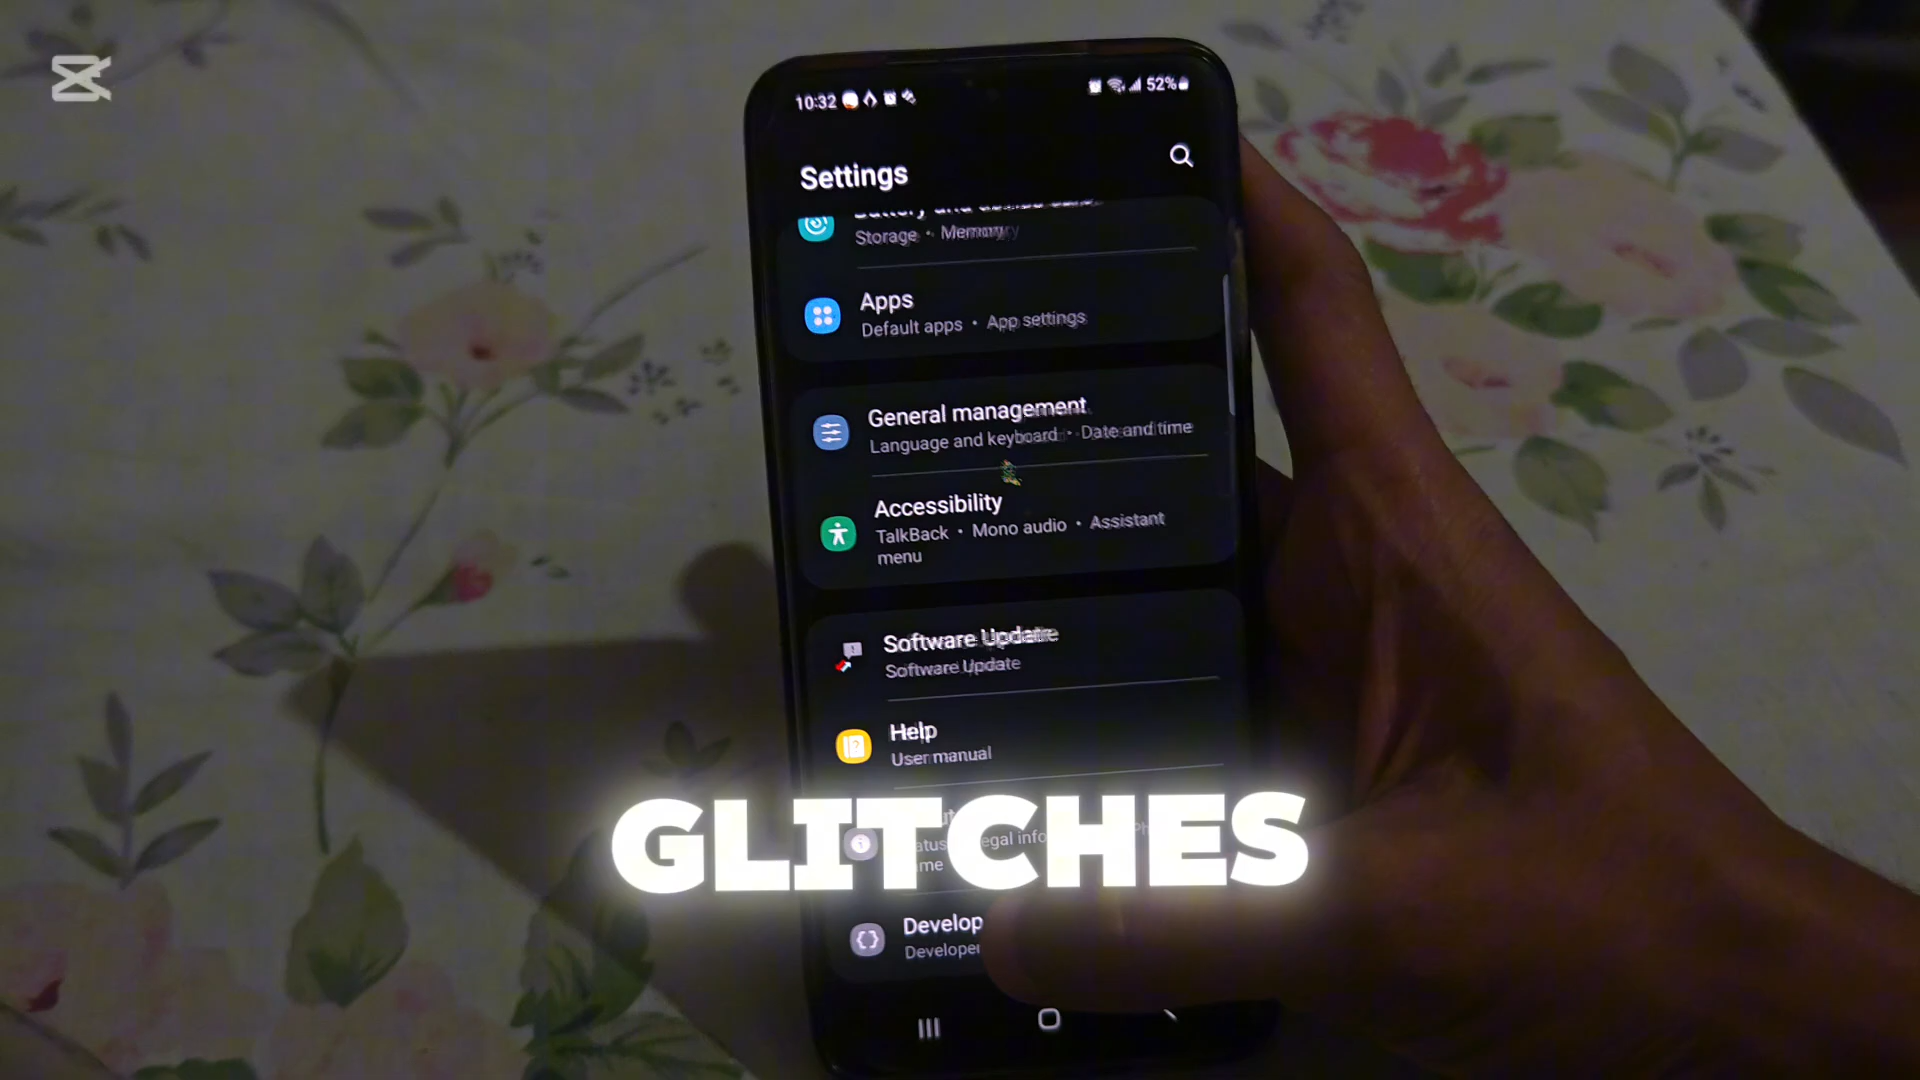 10:32
52%
Settings
Storage • Memory
Apps
Default apps • App settings
General management
Language and keyboard • Date and time
Accessibility
TalkBack • Mono audio • Assistant
menu
Software Update
Software Update
Help
User manual
GLITCHES
Develop
Developer